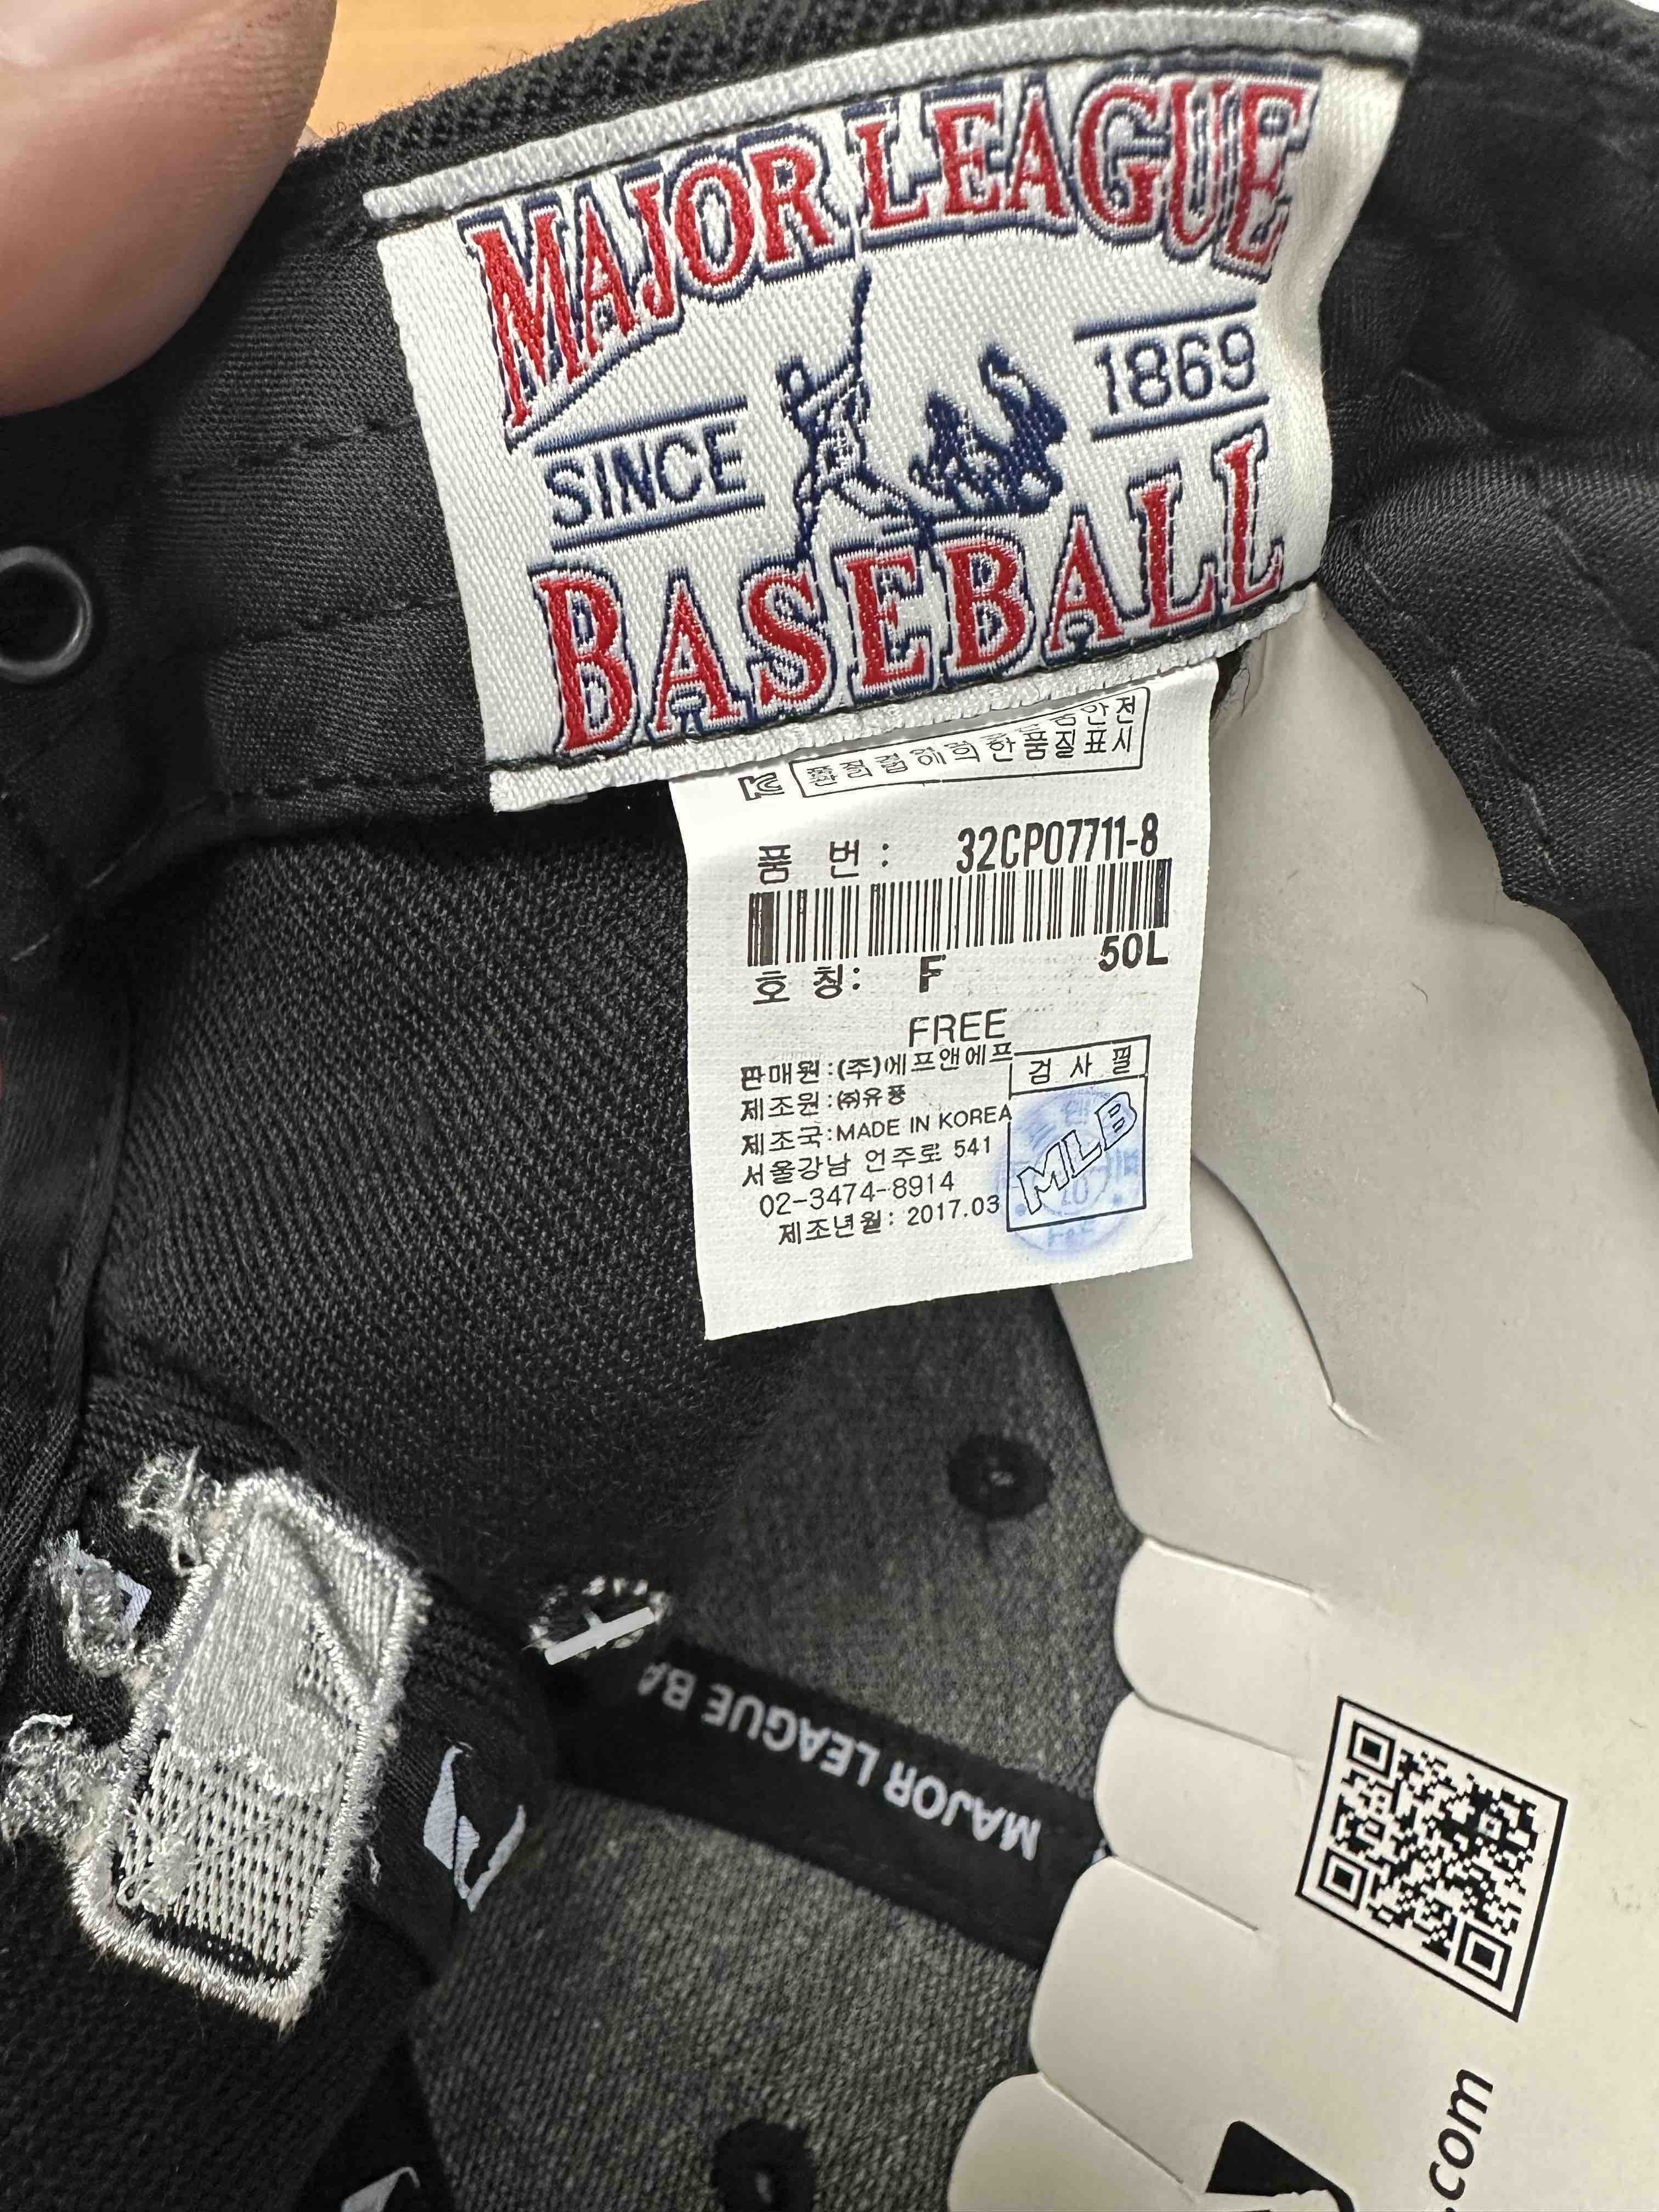 MAJOR LEAGUE
SINCE 1869
BASEBALL
안전
한 품질표시
품 번: 32CP07711-8
50L
호 칭: F
FREE
판매원:(주)에프앤에프
제조원:㈜유풍
제조국:MADE IN KOREA
서울강남 언주로 541
02-3474-8914
제조년월: 2017.03
검 사 필
MLB
MAJOR LEAGUE BA
.com